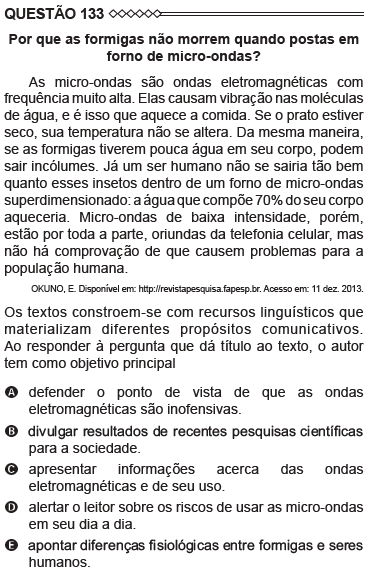 QUESTÃO 133
Por que as formigas não morrem quando postas em
forno de micro-ondas?
As micro-ondas são ondas eletromagnéticas com
frequência muito alta. Elas causam vibração nas moléculas
de água, e é isso que aquece a comida. Se o prato estiver
seco, sua temperatura não se altera. Da mesma maneira,
se as formigas tiverem pouca água em seu corpo, podem
sair incólumes. Já um ser humano não se sairia tão bem
quanto esses insetos dentro de um forno de micro-ondas
superdimensionado: a água que compõe 70% do seu corpo
aqueceria. Micro-ondas de baixa intensidade, porém,
estão por toda a parte, oriundas da telefonia celular, mas
não há comprovação de que causem problemas para a
população humana.
OKUNO, E. Disponível em: http://revistapesquisa.fapesp.br. Acesso em: 11 dez. 2013.
Os textos constroem-se com recursos linguísticos que
materializam diferentes propósitos comunicativos.
Ao responder à pergunta que dá título ao texto, o autor
tem como objetivo principal
A defender o ponto de vista de que as ondas
eletromagnéticas são inofensivas.
B divulgar resultados de recentes pesquisas científicas
para a sociedade.
C apresentar informações acerca das ondas
eletromagnéticas e de seu uso.
D alertar o leitor sobre os riscos de usar as micro-ondas
em seu dia a dia.
E apontar diferenças fisiológicas entre formigas e seres
humanos.